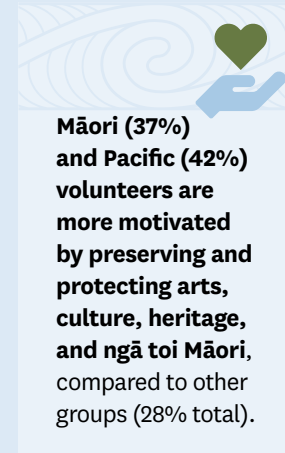 Māori (37%)
and Pacific (42%)
volunteers are
more motivated
by preserving and
protecting arts,
culture, heritage,
and ngā toi Māori,
compared to other
groups (28% total).